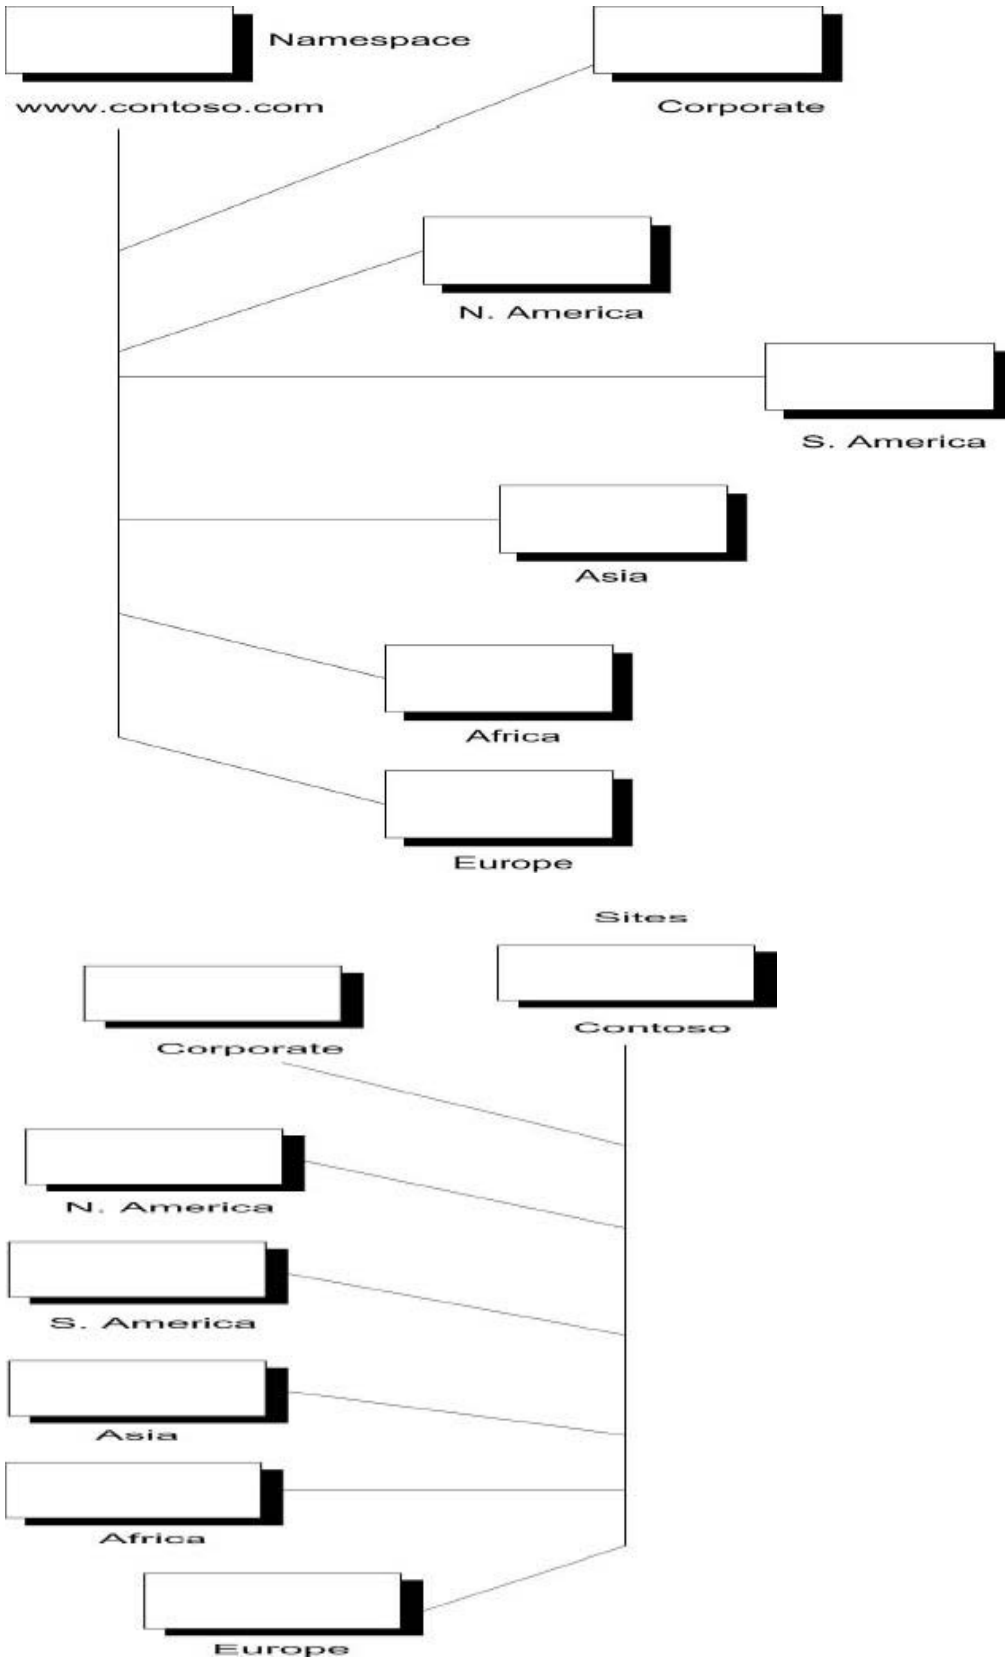 Namespace
www.contoso.com
Corporate
N. America
S. America
Asia
Africa
Europe
Sites
Contoso
Corporate
N. America
S. America
Asia
Africa
Europe